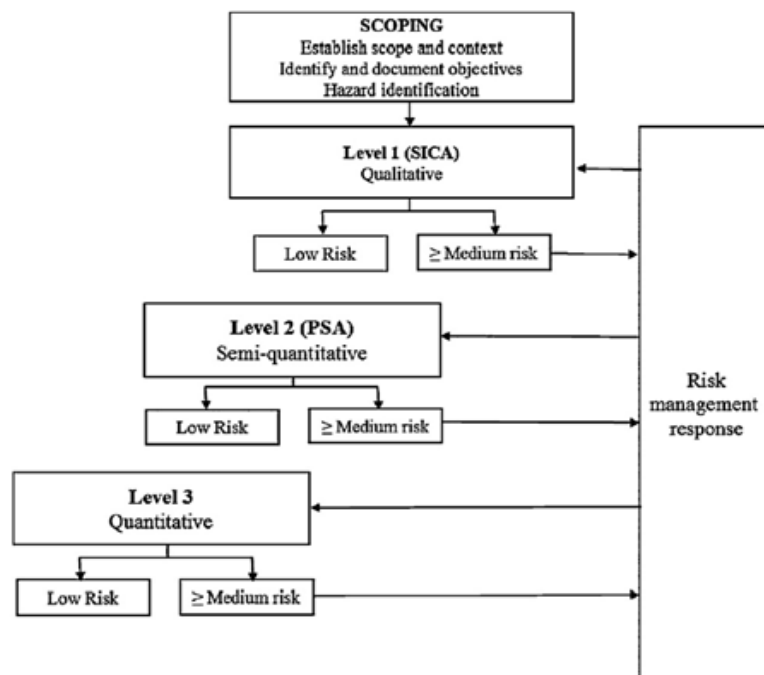 SCOPING
Establish scope and context
Identify and document objectives
Hazard identification
Level 1 (SICA)
Qualitative
Low Risk
≥ Medium risk
Level 2 (PSA)
Semi-quantitative
Low Risk
≥ Medium risk
Level 3
Quantitative
Low Risk
≥ Medium risk
Risk
management
response